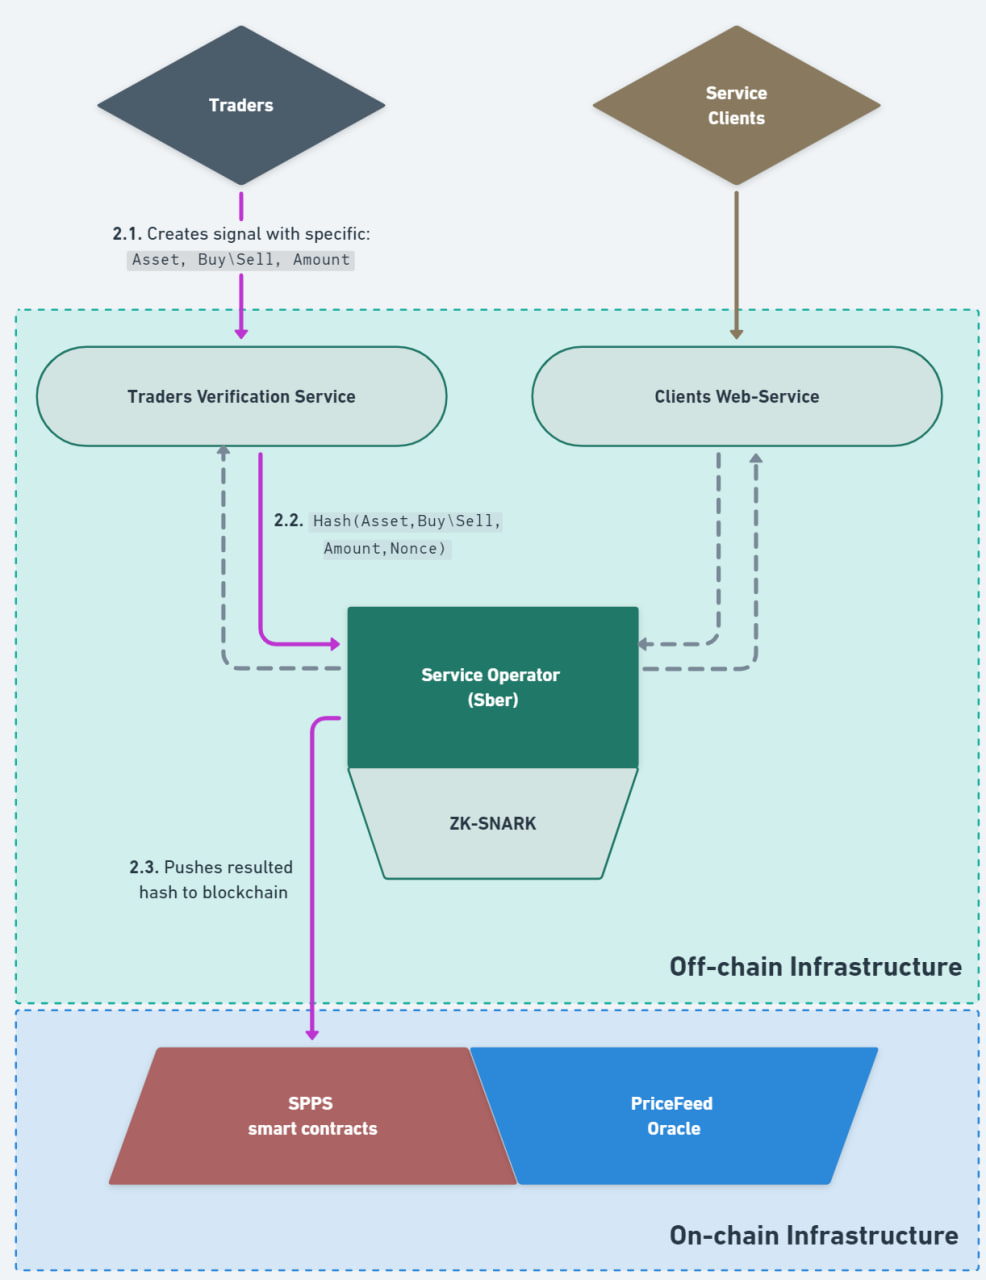 Traders
Service
Clients
2.1. Creates signal with specific:
Asset, Buy\Sell, Amount
Traders Verification Service
Clients Web-Service
2.2. Hash(Asset,Buy\Sell,
Amount,Nonce)
Service Operator
(Sber)
ZK-SNARK
2.3. Pushes resulted
hash to blockchain
Off-chain Infrastructure
SPPS
smart contracts
PriceFeed
Oracle
On-chain Infrastructure